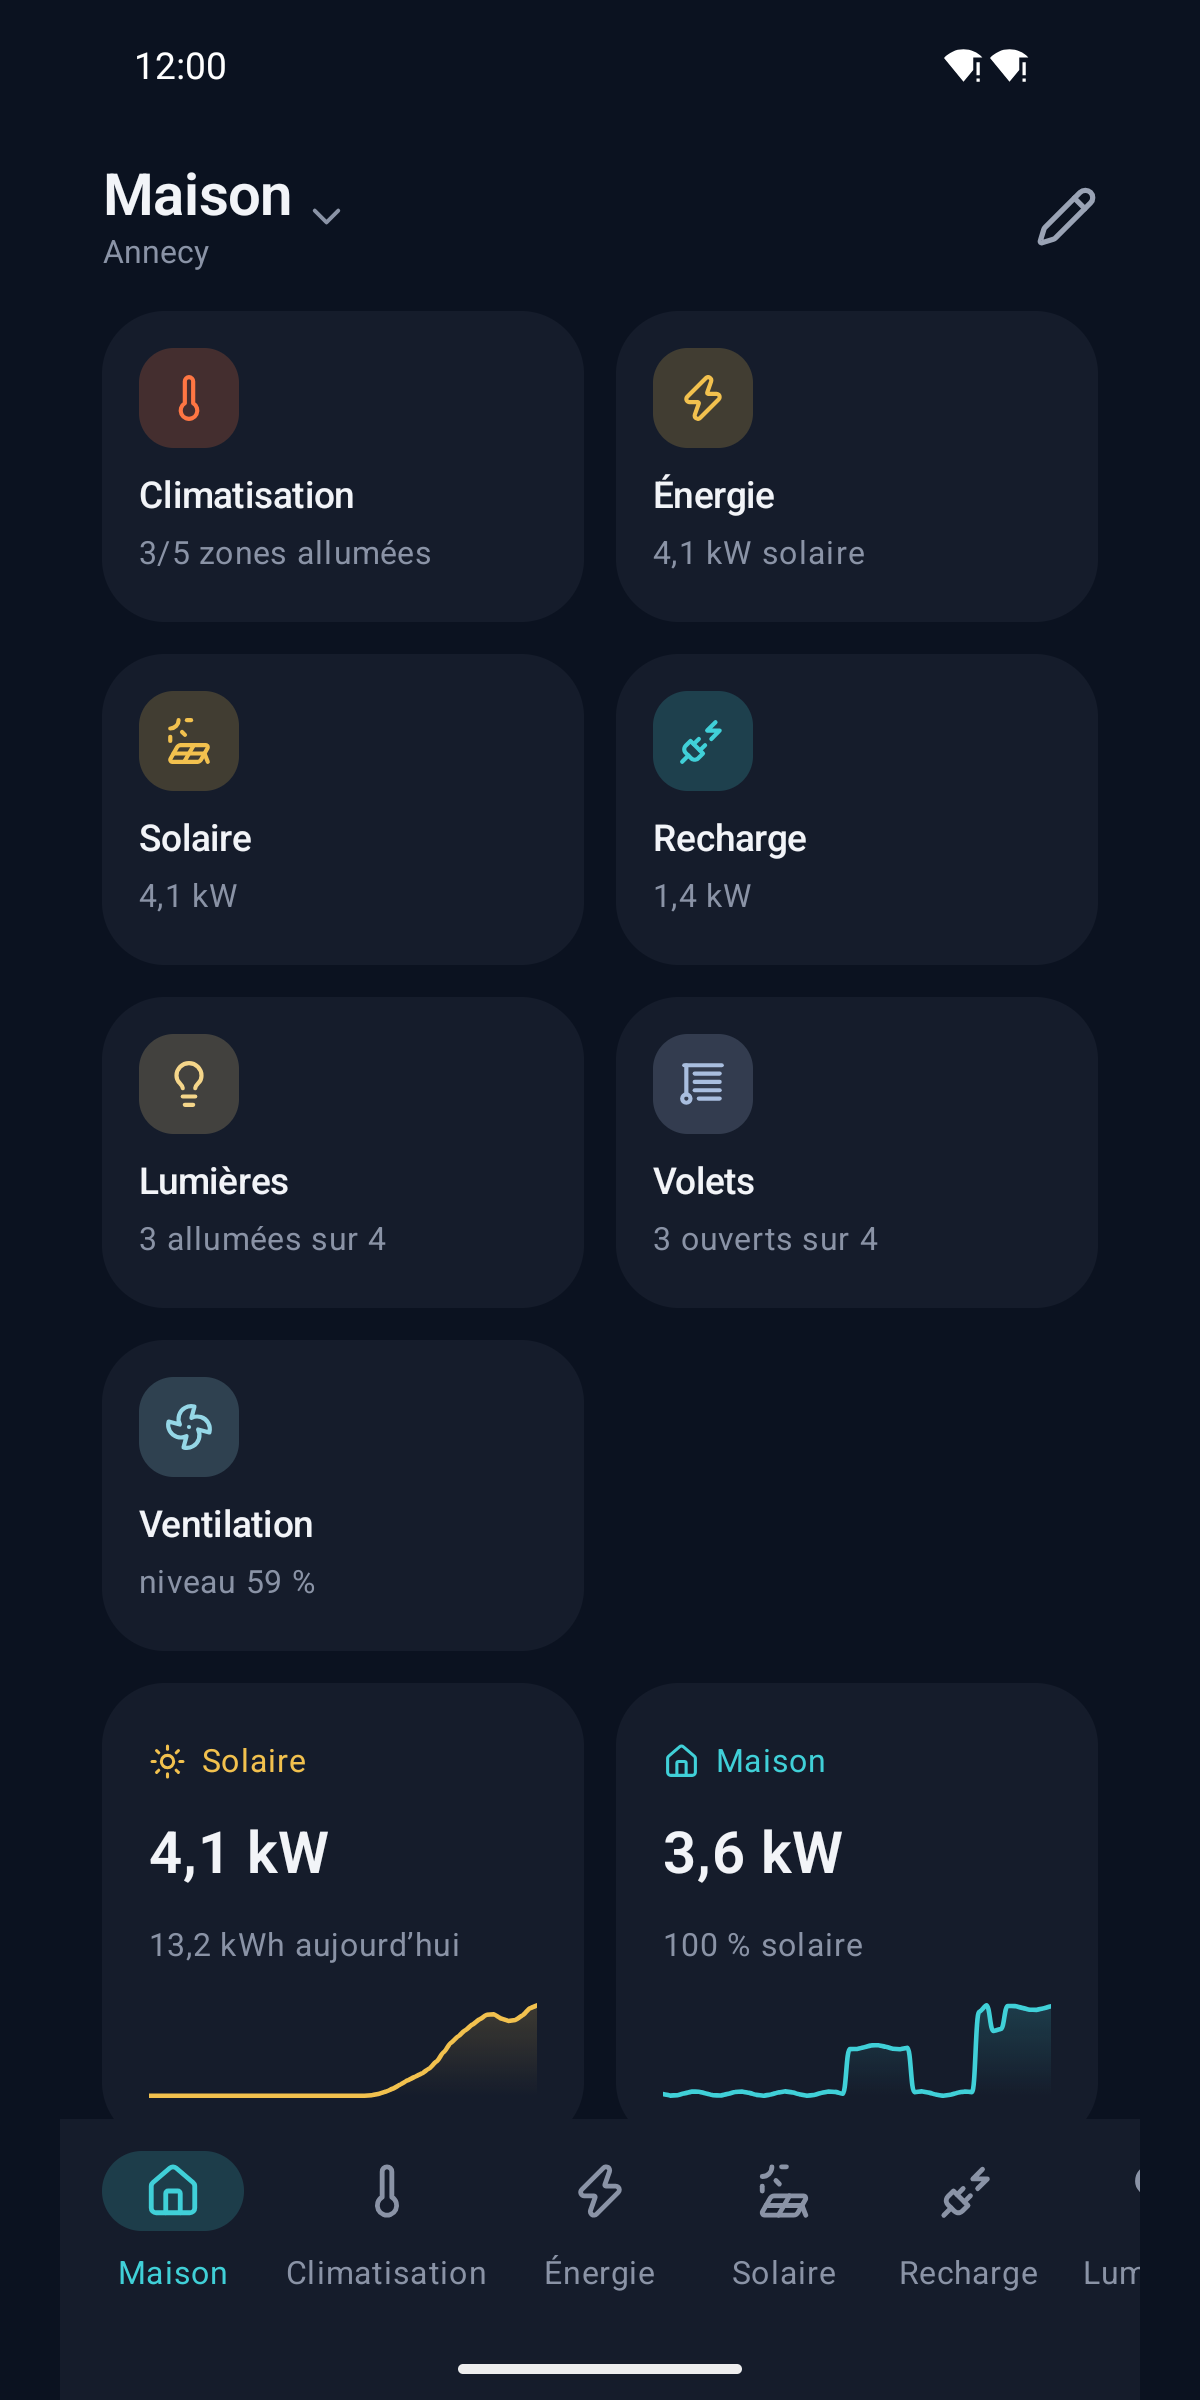 12:00
Maison
Annecy
Climatisation
3/5 zones allumées
Énergie
4,1 kW solaire
Solaire
4,1 kW
Recharge
1,4 kW
Lumières
3 allumées sur 4
Volets
3 ouverts sur 4
Ventilation
niveau 59 %
Solaire
4,1 kW
13,2 kWh aujourd’hui
Maison
3,6 kW
100 % solaire
Maison
Climatisation
Énergie
Solaire
Recharge
Lum